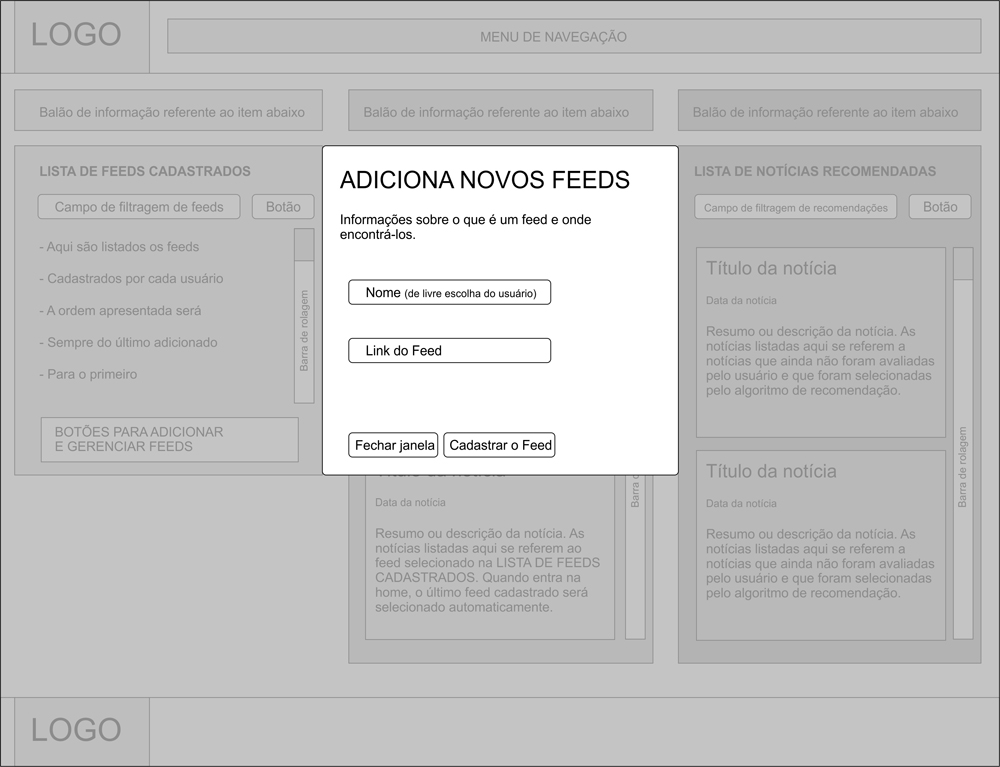 LOGO
MENU DE NAVEGAÇÃO
Balão de informação referente ao item abaixo
Balão de informação referente ao item abaixo
Balão de informação referente ao item abaixo
LISTA DE FEEDS CADASTRADOS
Campo de filtragem de feeds
Botão
- Aqui são listados os feeds
- Cadastrados por cada usuário
- A ordem apresentada será
- Sempre do último adicionado
- Para o primeiro
Barra de rolagem
BOTÕES PARA ADICIONAR
E GERENCIAR FEEDS
ADICIONA NOVOS FEEDS
Informações sobre o que é um feed e onde
encontrá-los.
Nome (de livre escolha do usuário)
Link do Feed
Fechar janela
Cadastrar o Feed
Data da notícia
Resumo ou descrição da notícia. As
notícias listadas aqui se referem ao
feed selecionado na LISTA DE FEEDS
CADASTRADOS. Quando entra na
home, o último feed cadastrado será
selecionado automaticamente.
Barra
LISTA DE NOTÍCIAS RECOMENDADAS
Campo de filtragem de recomendações
Botão
Título da notícia
Data da notícia
Resumo ou descrição da notícia. As
notícias listadas aqui se referem a
notícias que ainda não foram avaliadas
pelo usuário e que foram selecionadas
pelo algoritmo de recomendação.
Título da notícia
Data da notícia
Resumo ou descrição da notícia. As
notícias listadas aqui se referem a
notícias que ainda não foram avaliadas
pelo usuário e que foram selecionadas
pelo algoritmo de recomendação.
Barra de rolagem
LOGO